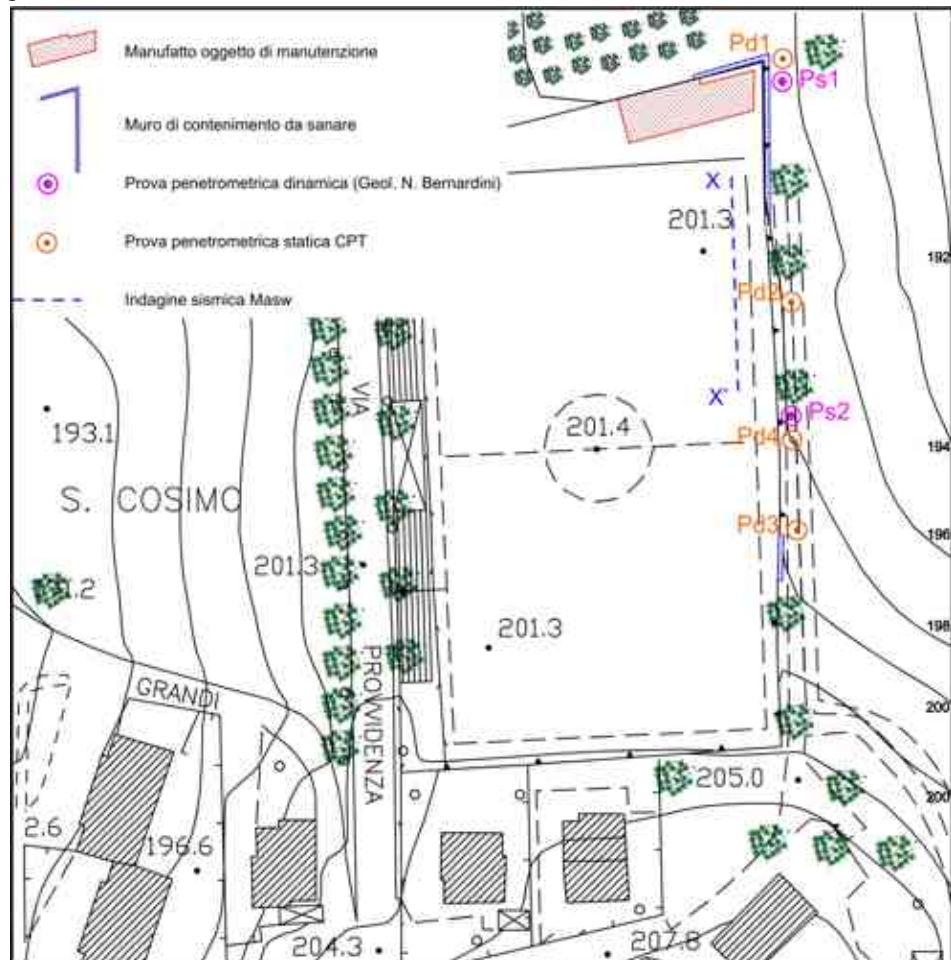 Manufatto oggetto di manutenzione
Muro di contenimento da sanare
Prova penetrometrica dinamica (Geol. N. Bernardini)
Prova penetrometrica statica CPT
Indagine sismica Masw
Pd1
Ps1
X
201.3
192
Pd2
X'
Ps2
VIA
193.1
201.4
Pd4
194
S. COSIMO
Pd3
196
201.3
.2
201.3
198
GRANDI
PROVVIDENZA
200
205.0
200
2.6
196.6
204.3
207.8